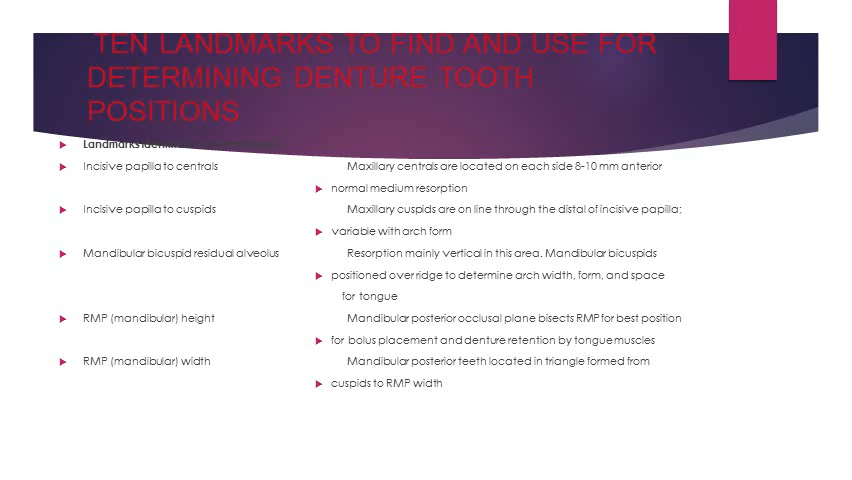 TEN LANDMARKS TO FIND AND USE FOR
DETERMINING DENTURE TOOTH
POSITIONS
Landmarks
Incisive papilla to centrals Maxillary centrals are located on each side 8-10 mm anterior
normal medium resorption
Incisive papilla to cuspids Maxillary cuspids are on line through the distal of incisive papilla;
variable with arch form
Mandibular bicuspid residual alveolus Resorption mainly vertical in this area. Mandibular bicuspids
positioned over ridge to determine arch width, form, and space
for tongue
RMP (mandibular) height Mandibular posterior occlusal plane bisects RMP for best position
for bolus placement and denture retention by tongue muscles
RMP (mandibular) width Mandibular posterior teeth located in triangle formed from
cuspids to RMP width